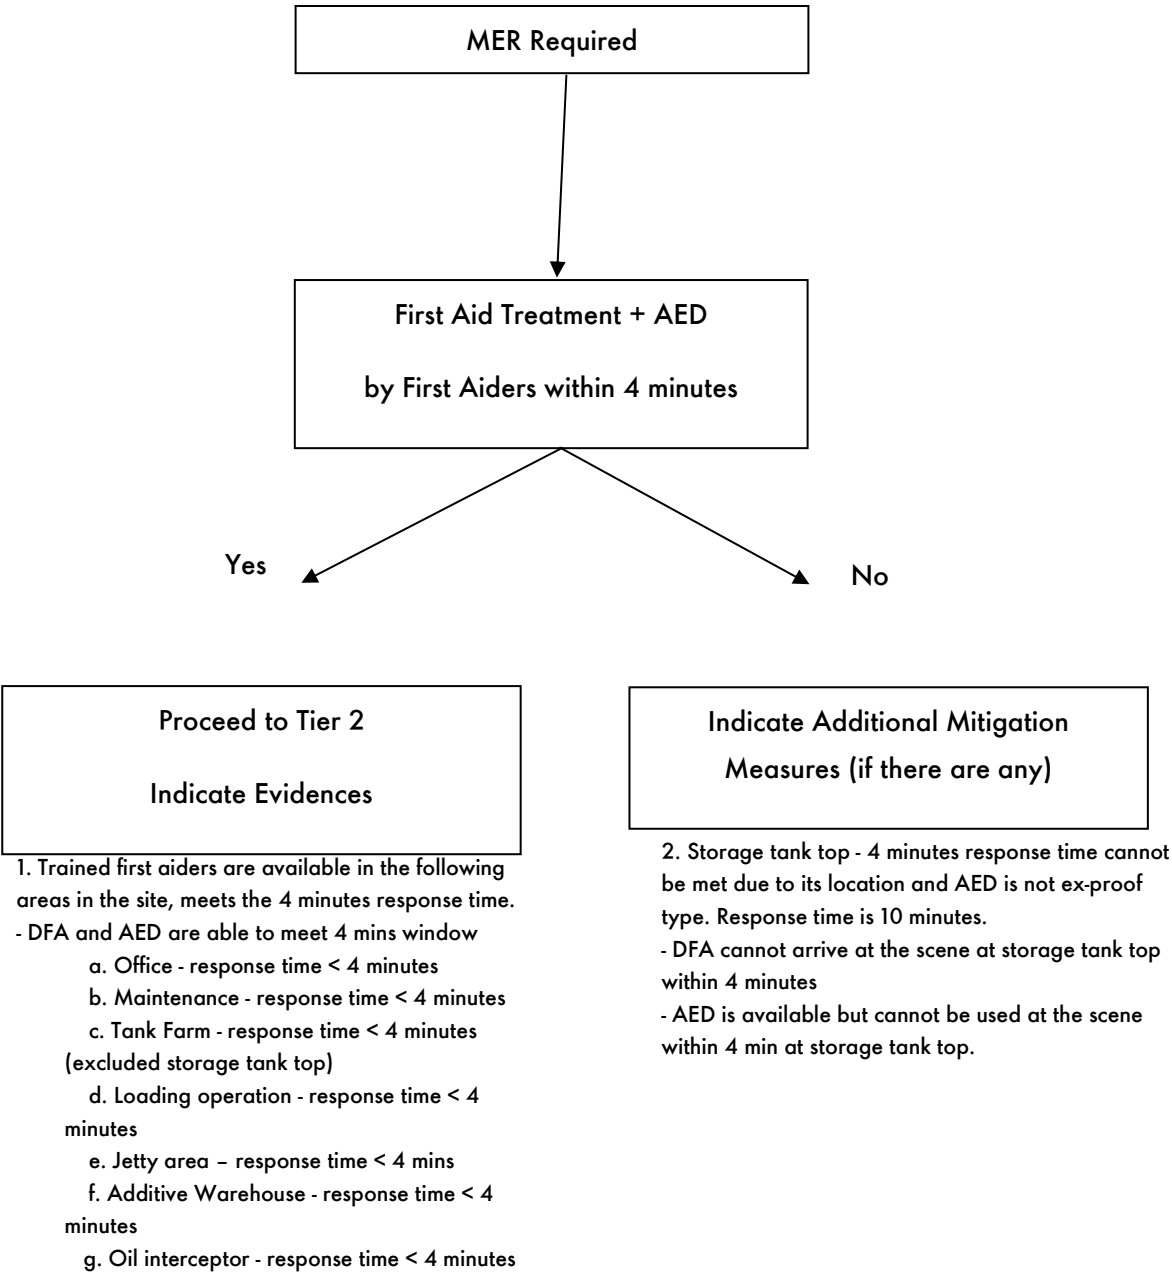 MER Required
First Aid Treatment + AED
by First Aiders within 4 minutes
Yes
No
Proceed to Tier 2
Indicate Evidences
1. Trained first aiders are available in the following
areas in the site, meets the 4 minutes response time.
- DFA and AED are able to meet 4 mins window
a. Office - response time < 4 minutes
b. Maintenance - response time < 4 minutes
c. Tank Farm - response time < 4 minutes
(excluded storage tank top)
d. Loading operation - response time < 4
minutes
e. Jetty area – response time < 4 mins
f. Additive Warehouse - response time < 4
minutes
g. Oil interceptor - response time < 4 minutes
Indicate Additional Mitigation
Measures (if there are any)
2. Storage tank top - 4 minutes response time cannot
be met due to its location and AED is not ex-proof
type. Response time is 10 minutes.
- DFA cannot arrive at the scene at storage tank top
within 4 minutes
- AED is available but cannot be used at the scene
within 4 min at storage tank top.